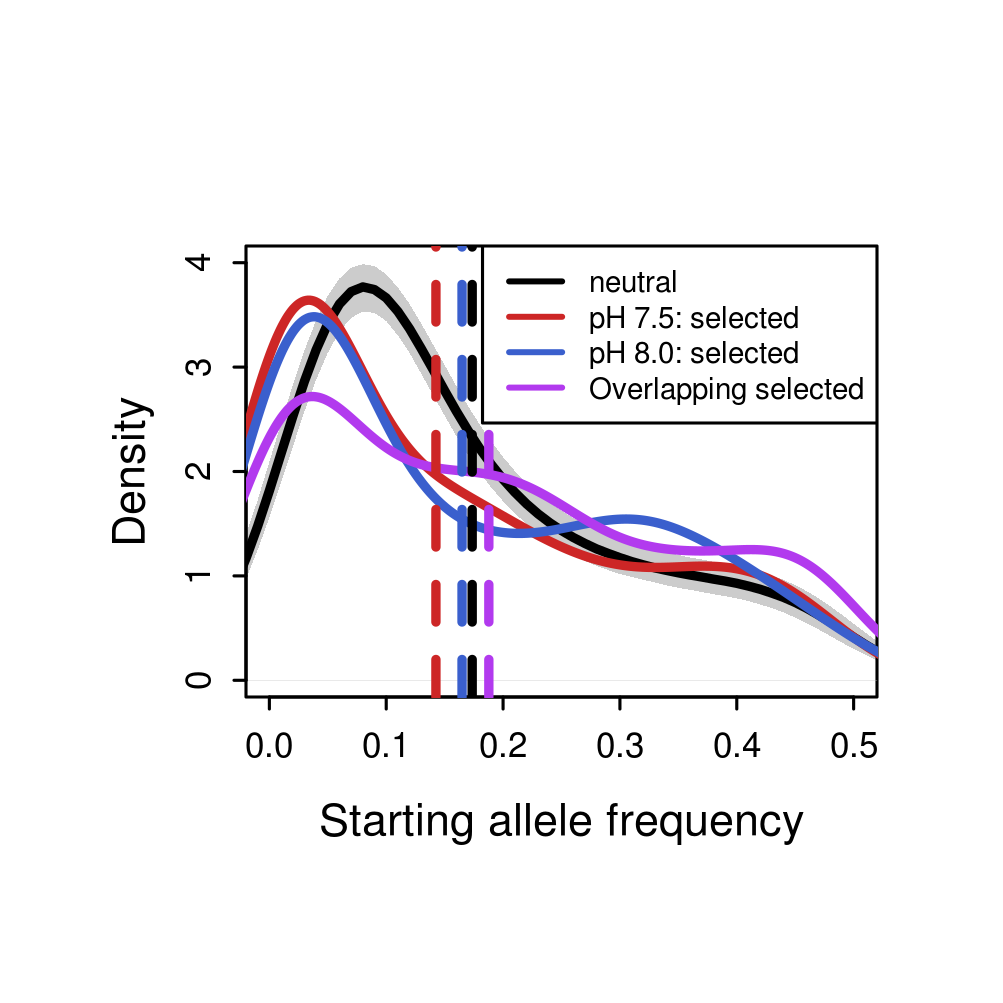 neutral
pH 7.5: selected
pH 8.0: selected
Overlapping selected
Density
4
3
2
1
0
0.0 0.1 0.2 0.3 0.4 0.5
Starting allele frequency